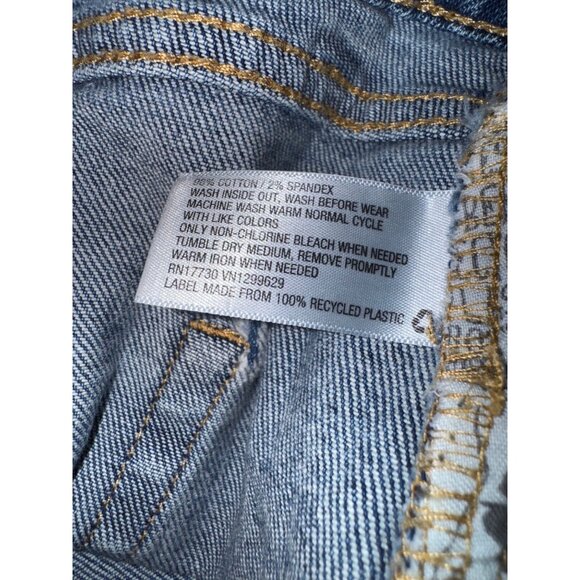 98% COTTON / 2% SPANDEX
WASH INSIDE OUT, WASH BEFORE WEAR
MACHINE WASH WARM NORMAL CYCLE
WITH LIKE COLORS
ONLY NON-CHLORINE BLEACH WHEN NEEDED
TUMBLE DRY MEDIUM, REMOVE PROMPTLY
WARM IRON WHEN NEEDED
RN17730 VN1299629
LABEL MADE FROM 100% RECYCLED PLASTIC